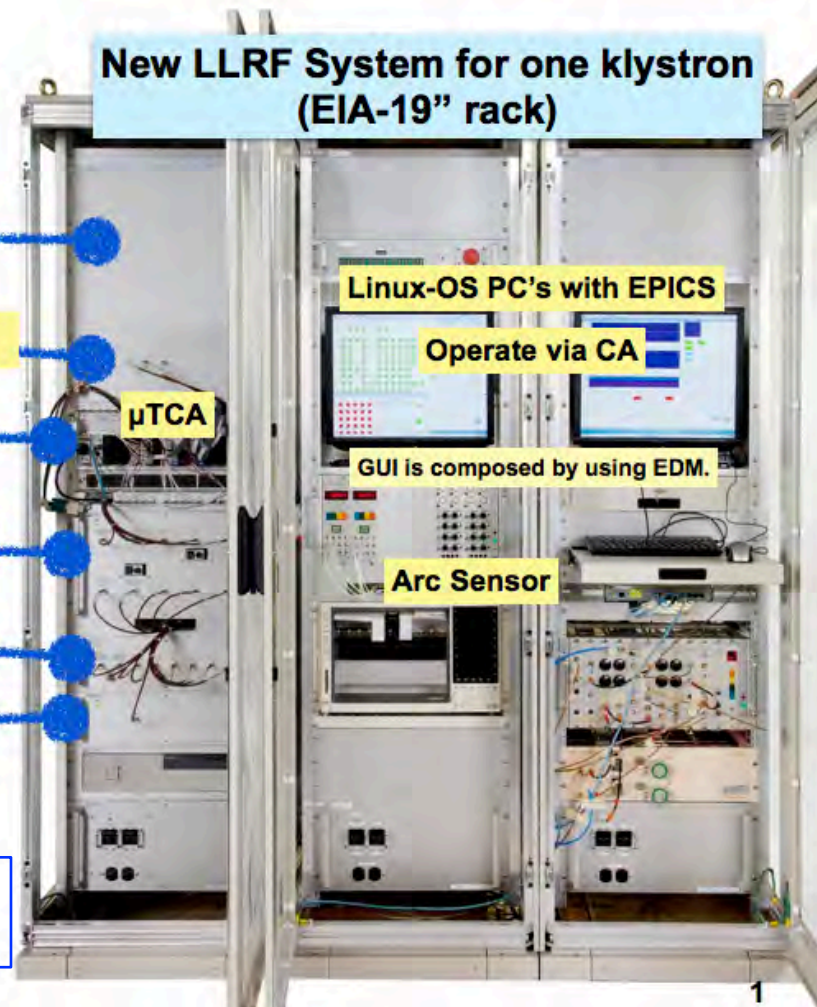 New LLRF System for one klystron
(EIA-19” rack)
Linux-OS PC's with EPICS
Operate via CA
µTCA
GUI is composed by using EDM.
Arc Sensor
1